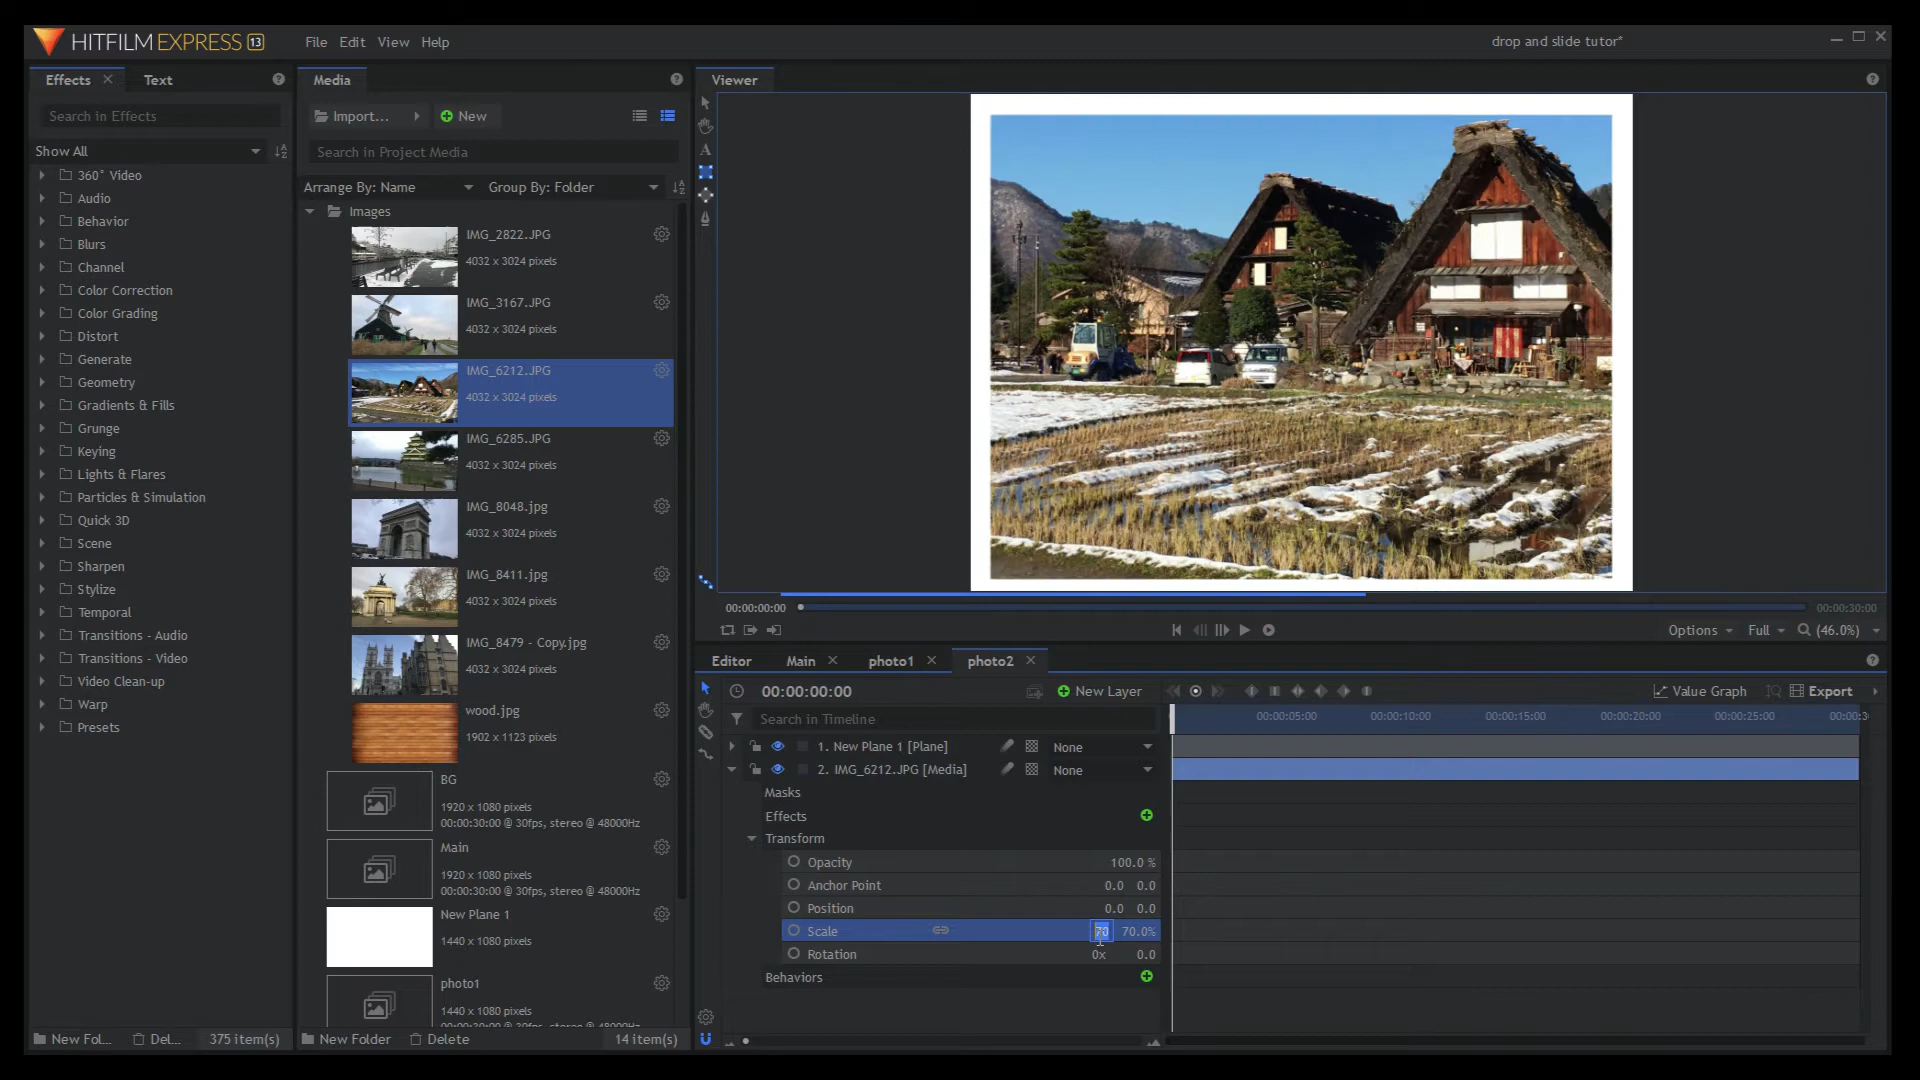 HITFILM EXPRESS 13
File Edit View Help
drop and slide tutor*
Effects
Text
Search in Effects
Show All
360° Video
Audio
Behavior
Blurs
Channel
Color Correction
Color Grading
Distort
Generate
Geometry
Gradients & Fills
Grunge
Keying
Lights & Flares
Particles & Simulation
Quick 3D
Scene
Sharpen
Stylize
Temporal
Transitions - Audio
Transitions - Video
Video Clean-up
Warp
Presets
New Fol... Del... 375 item(s)
Media
Import... New
Search in Project Media
Arrange By: Name Group By: Folder
Images
IMG_2822.JPG
4032 x 3024 pixels
IMG_3167.JPG
4032 x 3024 pixels
IMG_6212.JPG
4032 x 3024 pixels
IMG_6285.JPG
4032 x 3024 pixels
IMG_8048.jpg
4032 x 3024 pixels
IMG_8411.jpg
4032 x 3024 pixels
IMG_8479 - Copy.jpg
4032 x 3024 pixels
wood.jpg
1902 x 1123 pixels
BG
1920 x 1080 pixels
00:00:30:00 @ 30fps, stereo @ 48000Hz
Main
1920 x 1080 pixels
00:00:30:00 @ 30fps, stereo @ 48000Hz
New Plane 1
1440 x 1080 pixels
photo1
1440 x 1080 pixels
00:00:30:00 @ 30fps, stereo @ 48000Hz
New Folder Delete 14 item(s)
Viewer
A
00:00:00:00 00:00:30:00
Options Full (46.0%)
Editor Main photo1 photo2
00:00:00:00 New Layer Value Graph Export
Search in Timeline
00:00:05:00 00:00:10:00 00:00:15:00 00:00:20:00 00:00:25:00 00:00:3
1. New Plane 1 [Plane] None
2. IMG_6212.JPG [Media] None
Masks
Effects
Transform
Opacity 100.0 %
Anchor Point 0.0 0.0
Position 0.0 0.0
Scale 70 70.0%
Rotation 0x 0.0
Behaviors